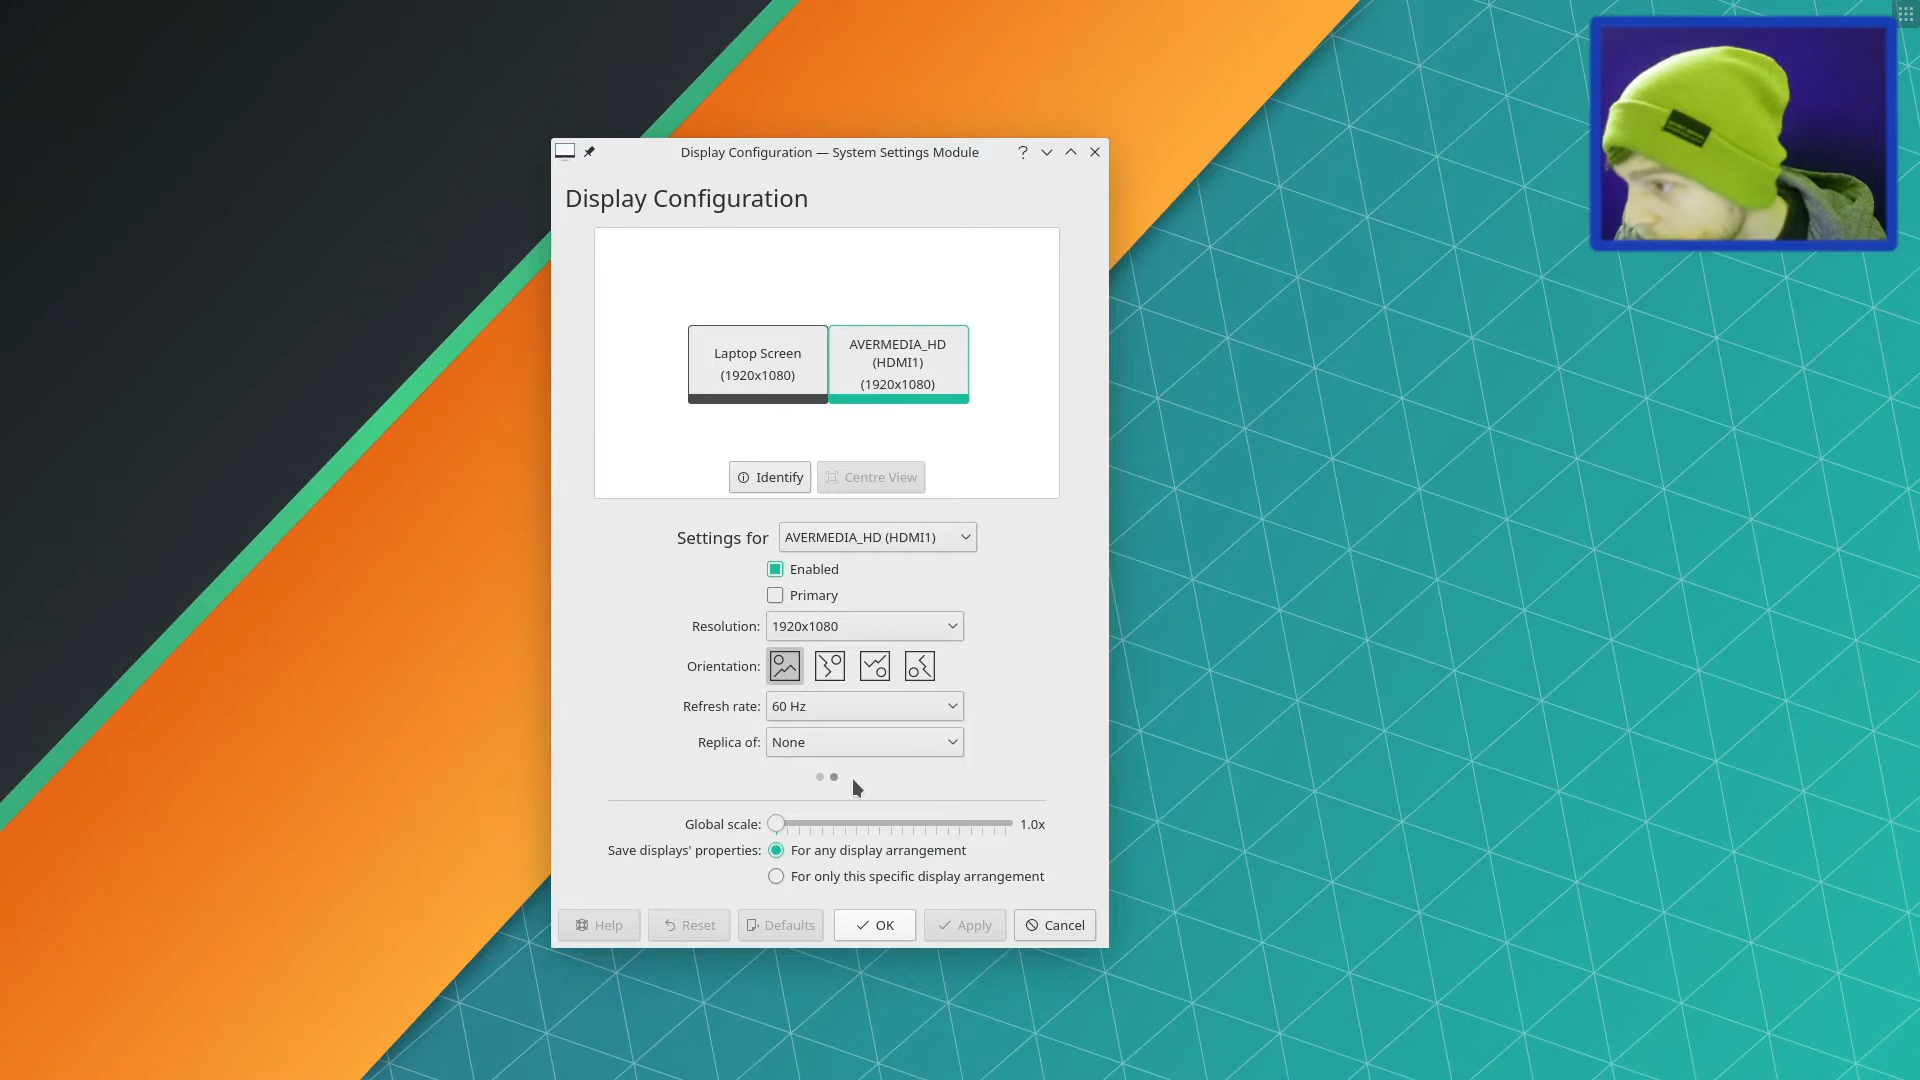 Display Configuration — System Settings Module
Display Configuration
Laptop Screen
(1920x1080)
AVERMEDIA_HD
(HDMI1)
(1920x1080)
Identify
Centre View
Settings for AVERMEDIA_HD (HDMI1)
Enabled
Primary
Resolution: 1920x1080
Orientation:
Refresh rate: 60 Hz
Replica of: None
Global scale: 1.0x
Save displays' properties: For any display arrangement
For only this specific display arrangement
Help Reset Defaults OK Apply Cancel